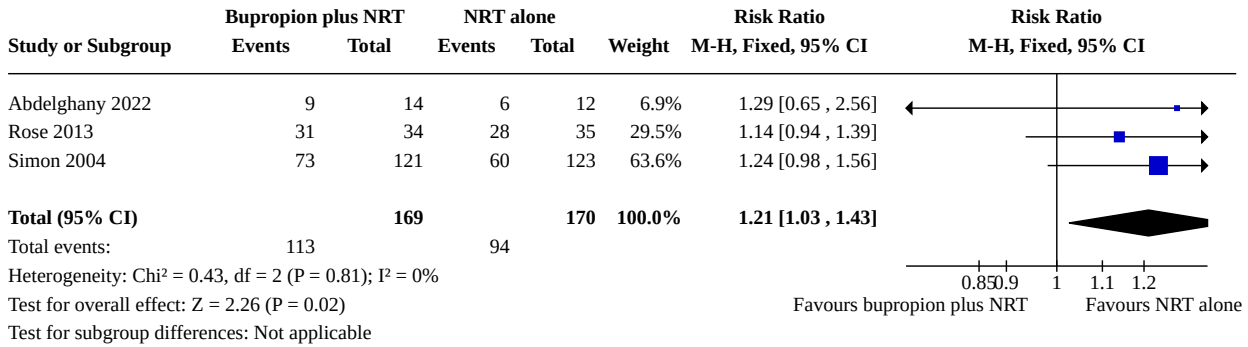 Bupropion plus NRT NRT alone Risk Ratio Risk Ratio
Study or Subgroup Events Total Events Total Weight M-H, Fixed, 95% CI M-H, Fixed, 95% CI
Abdelghany 2022 9 14 6 12 6.9% 1.29 [0.65 , 2.56]
Rose 2013 31 34 28 35 29.5% 1.14 [0.94 , 1.39]
Simon 2004 73 121 60 123 63.6% 1.24 [0.98 , 1.56]
Total (95% CI) 169 170 100.0% 1.21 [1.03 , 1.43]
Total events: 113 94
Heterogeneity: Chi² = 0.43, df = 2 (P = 0.81); I² = 0%
0.85 0.9 1 1.1 1.2
Test for overall effect: Z = 2.26 (P = 0.02) Favours bupropion plus NRT Favours NRT alone
Test for subgroup differences: Not applicable